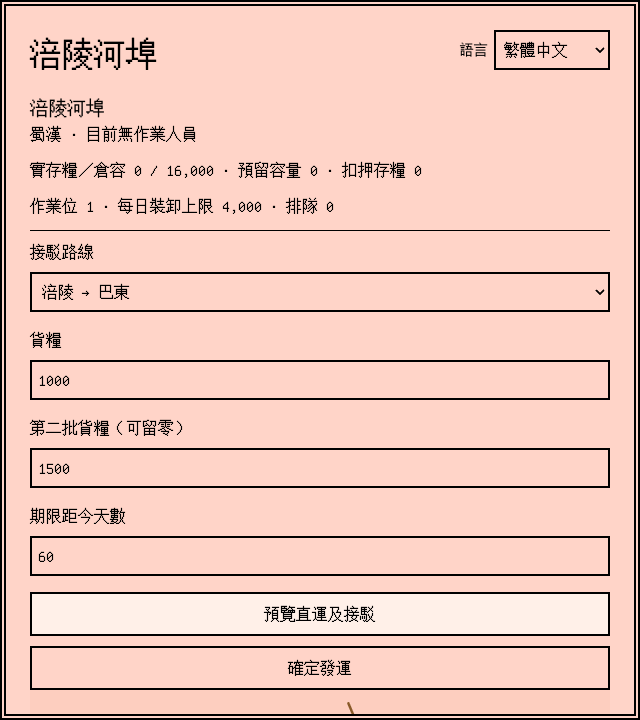 涪陵河埠
語言
繁體中文
涪陵河埠
蜀漢 · 目前無作業人員
實存糧／倉容 0 / 16,000 · 預留容量 0 · 扣押存糧 0
作業位 1 · 每日裝卸上限 4,000 · 排隊 0
接駁路線
涪陵 → 巴東
貨糧
1000
第二批貨糧（可留零）
1500
期限距今天數
60
預覽直運及接駁
確定發運